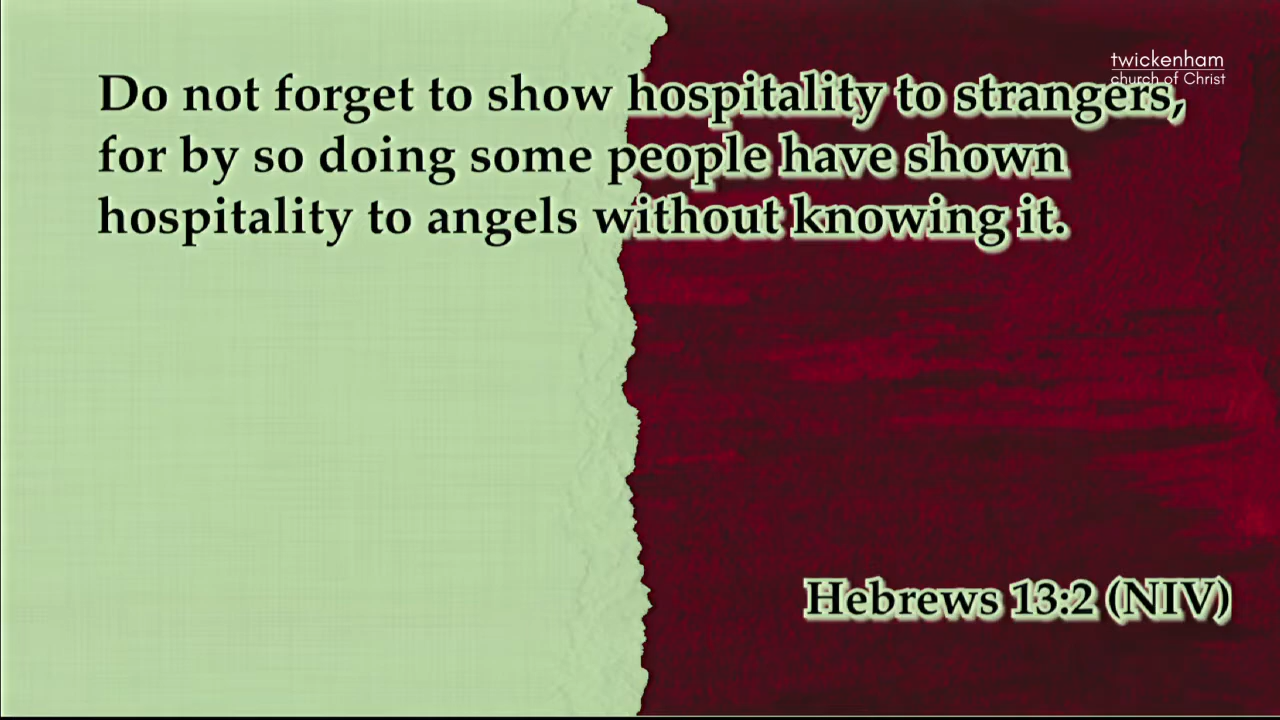 twickenham
church of Christ
Do not forget to show hospitality to strangers,
for by so doing some people have shown
hospitality to angels without knowing it.
Hebrews 13:2 (NIV)